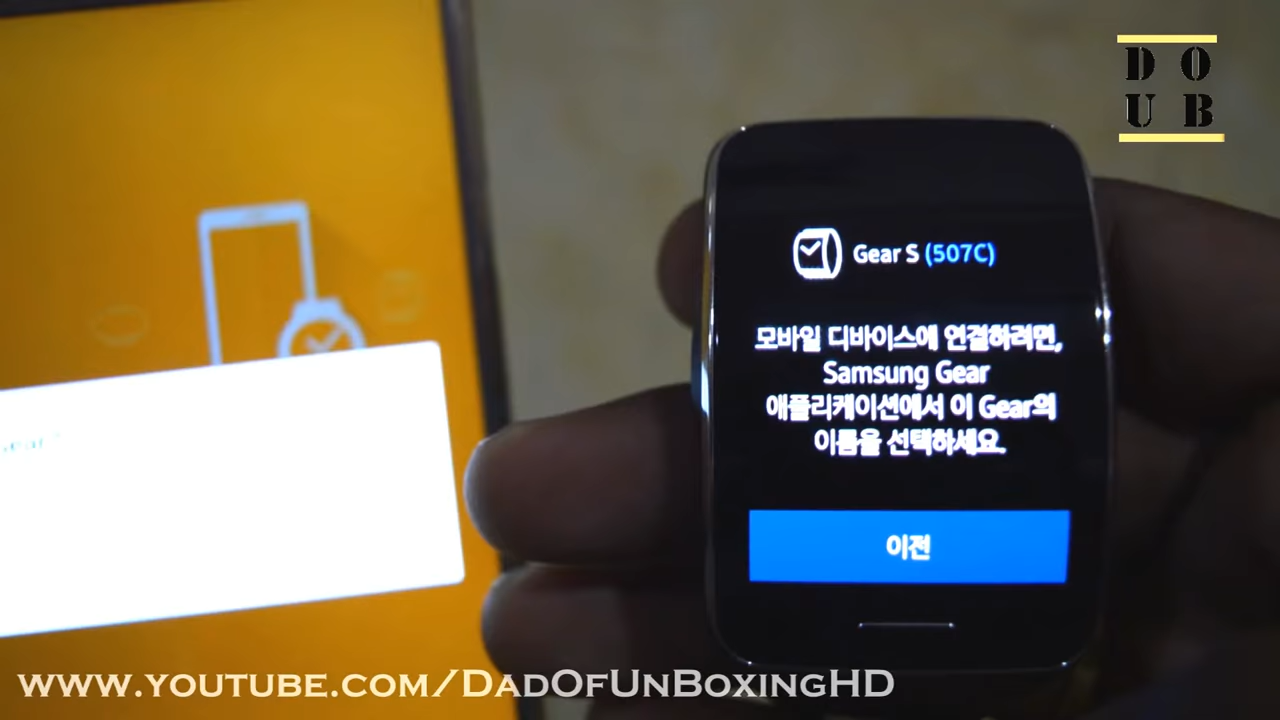 D O
U B
Gear S (507C)
모바일 디바이스에 연결하려면,
Samsung Gear
애플리케이션에서 이 Gear의
이름을 선택하세요.
이전
www.youtube.com/DadOfUnBoxingHD